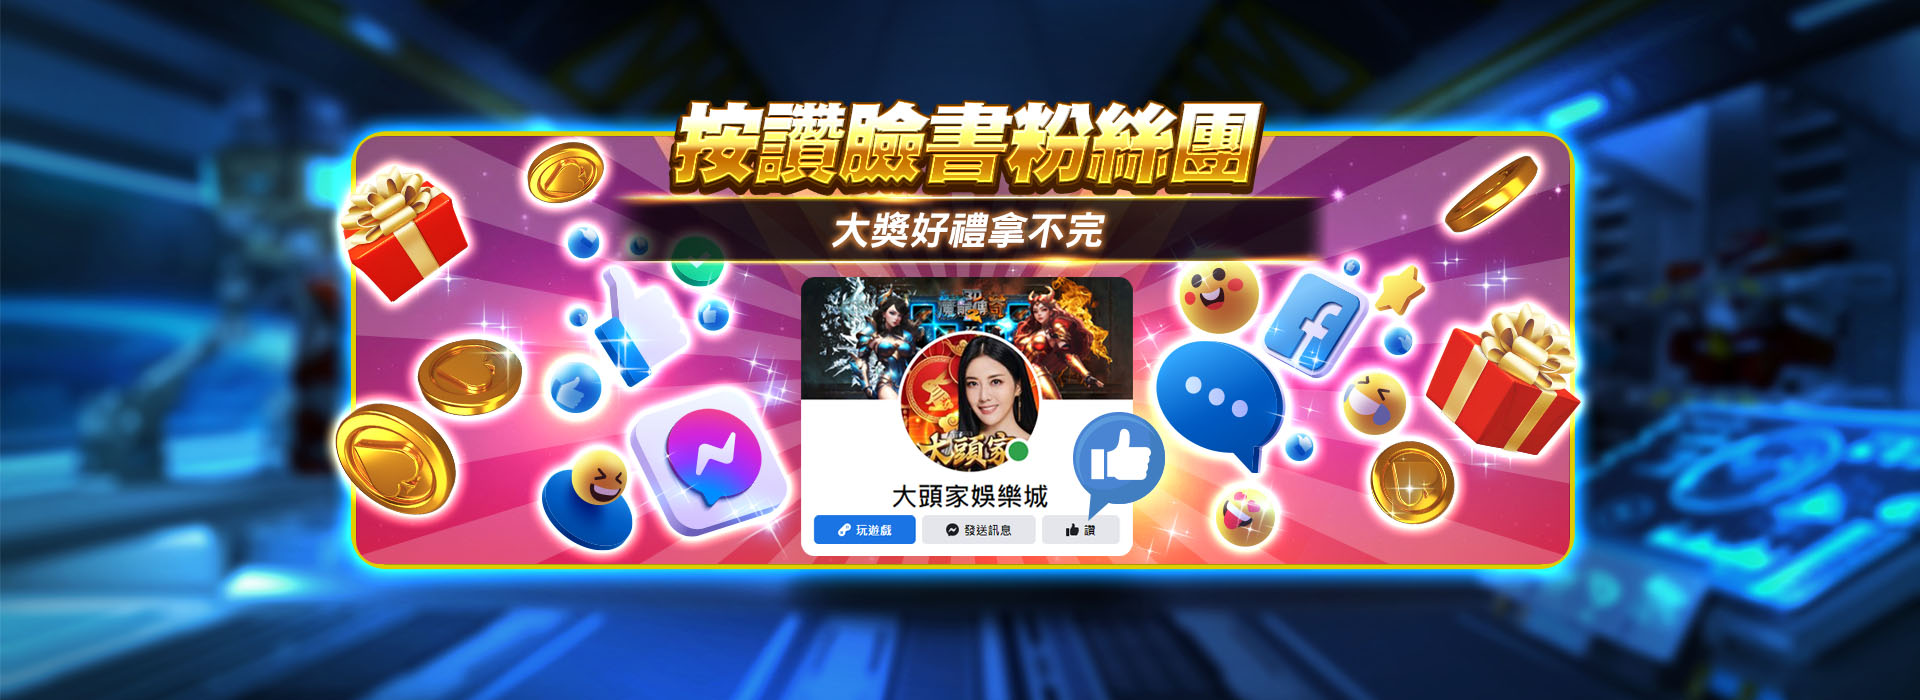 按讚臉書粉絲團
大獎好禮拿不完
3D
魔龍傳奇
大頭家
大頭家娛樂城
玩遊戲
發送訊息
讚